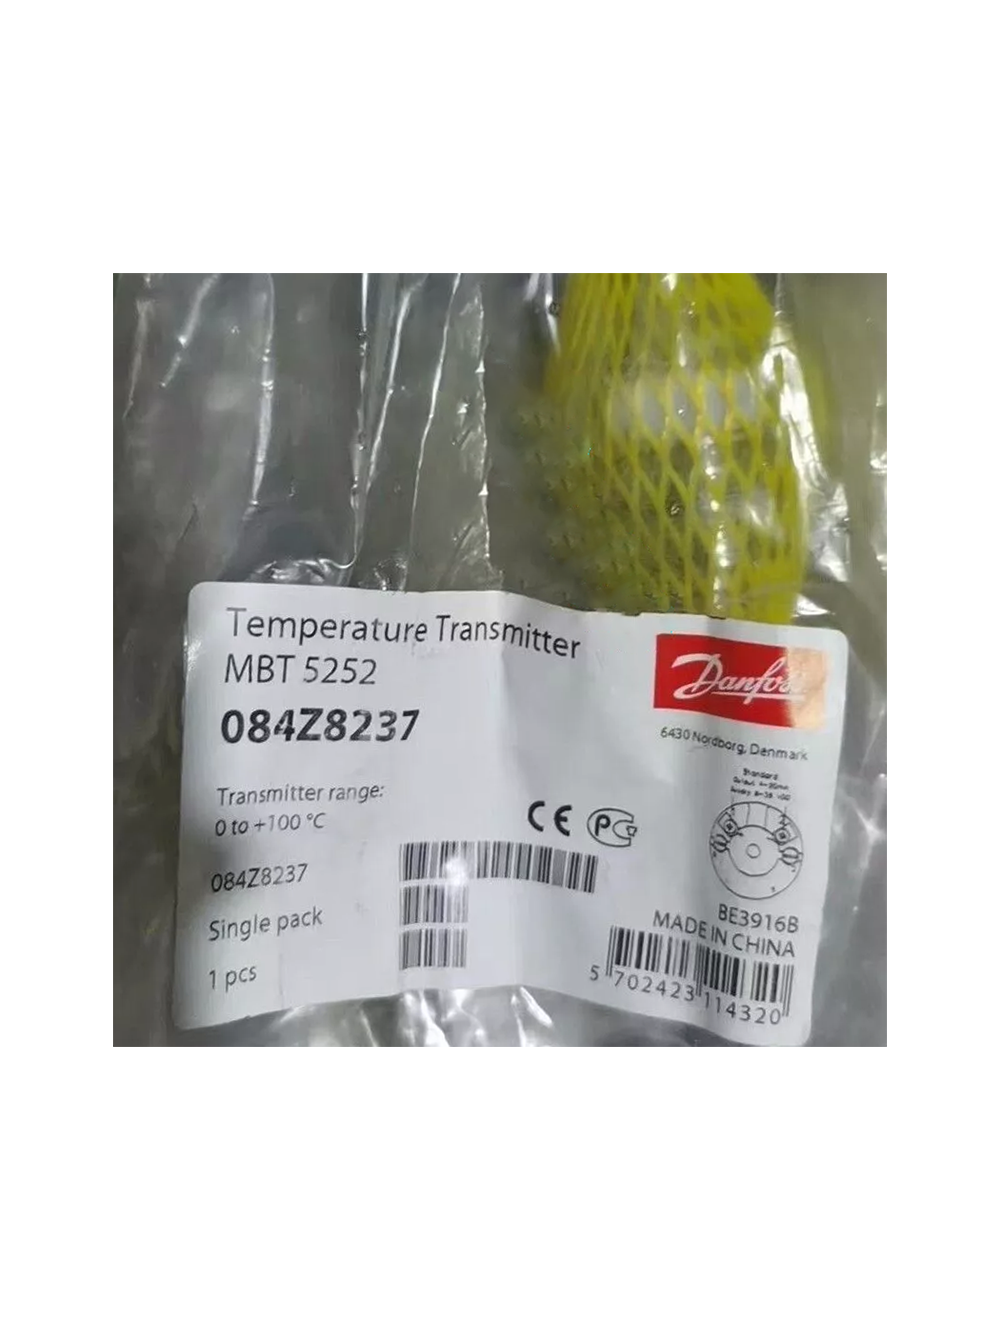 Temperature Transmitter
MBT 5252
084Z8237
Danfoss
6430 Nordborg, Denmark
Transmitter range:
0 to +100 °C
CE
Standard
084Z8237
Single pack
1 pcs
BE3916B
MADE IN CHINA
5 702423 114320